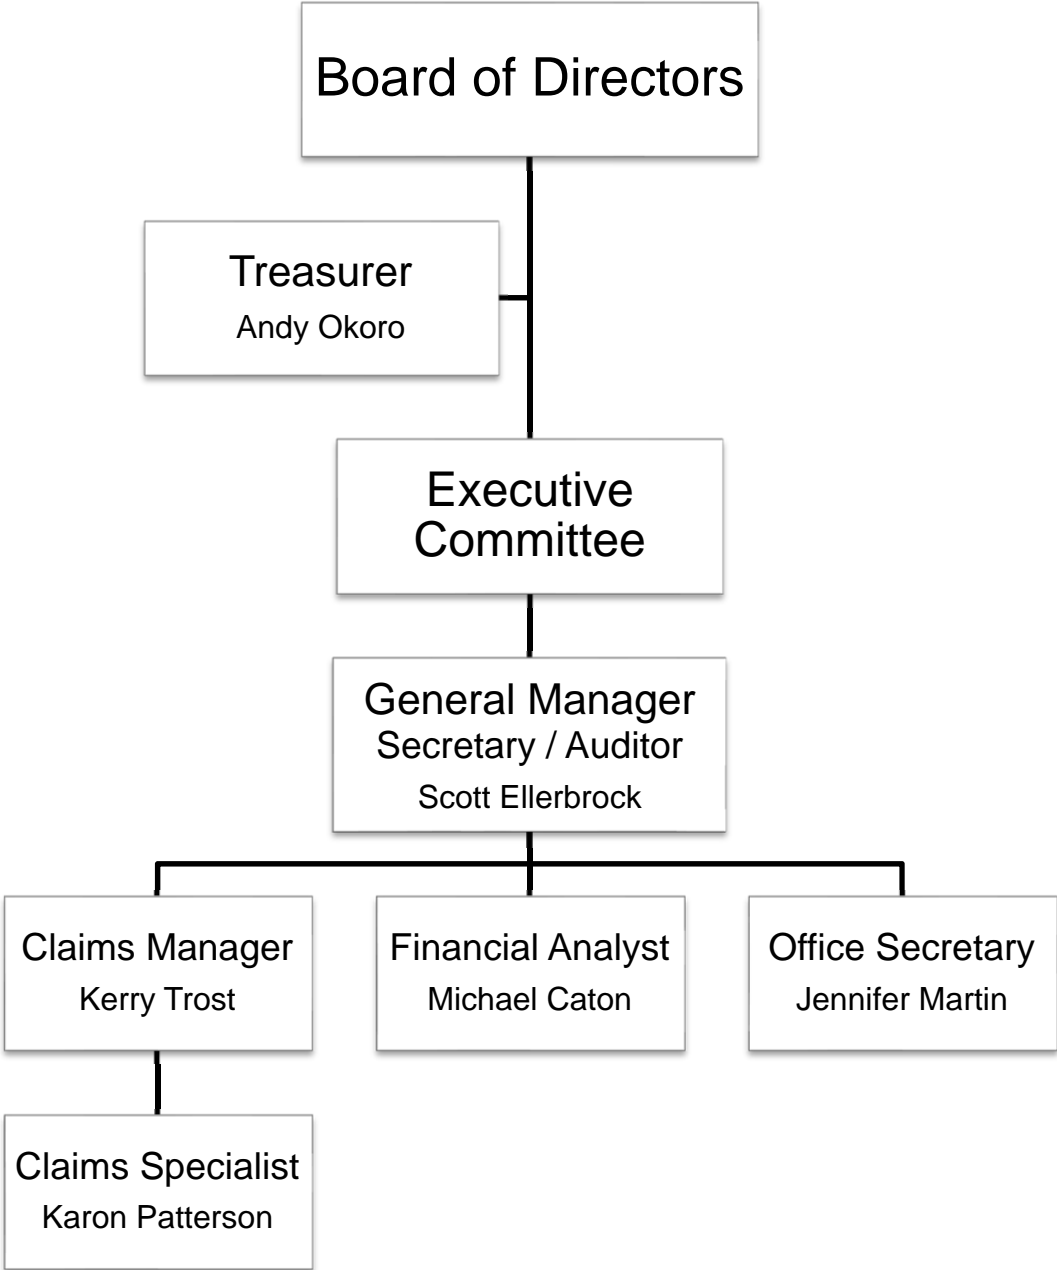 Board of Directors
Treasurer
Andy Okoro
Executive
Committee
General Manager
Secretary / Auditor
Scott Ellerbrock
Claims Manager
Kerry Trost
Financial Analyst
Michael Caton
Office Secretary
Jennifer Martin
Claims Specialist
Karon Patterson